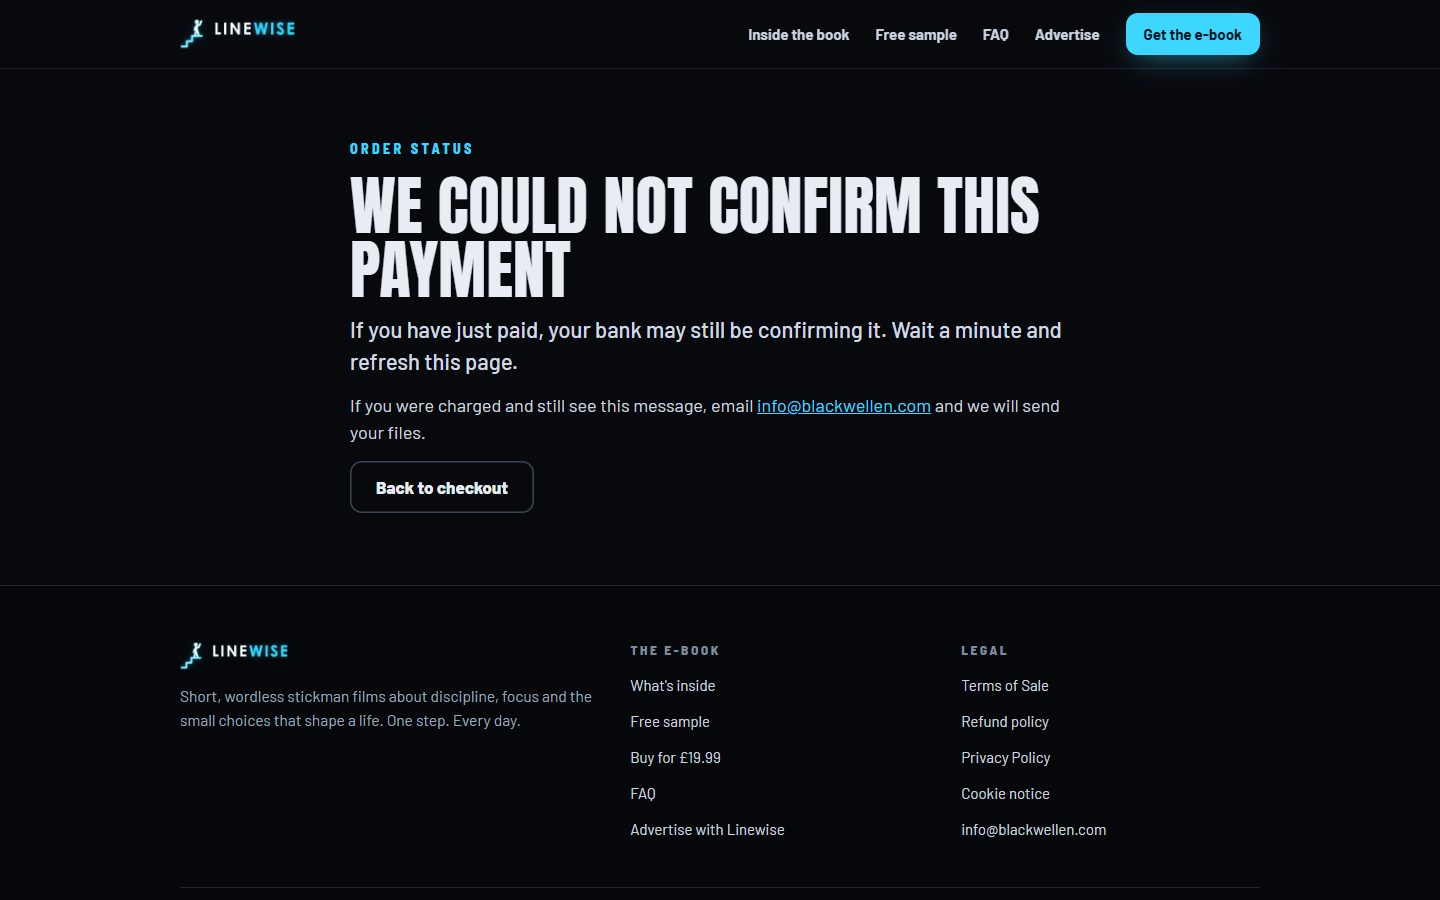 LINEWISE
Inside the book
Free sample
FAQ
Advertise
Get the e-book
ORDER STATUS
WE COULD NOT CONFIRM THIS
PAYMENT
If you have just paid, your bank may still be confirming it. Wait a minute and
refresh this page.
If you were charged and still see this message, email info@blackwellen.com and we will send
your files.
Back to checkout
LINEWISE
Short, wordless stickman films about discipline, focus and the
small choices that shape a life. One step. Every day.
THE E-BOOK
What's inside
Free sample
Buy for £19.99
FAQ
Advertise with Linewise
LEGAL
Terms of Sale
Refund policy
Privacy Policy
Cookie notice
info@blackwellen.com